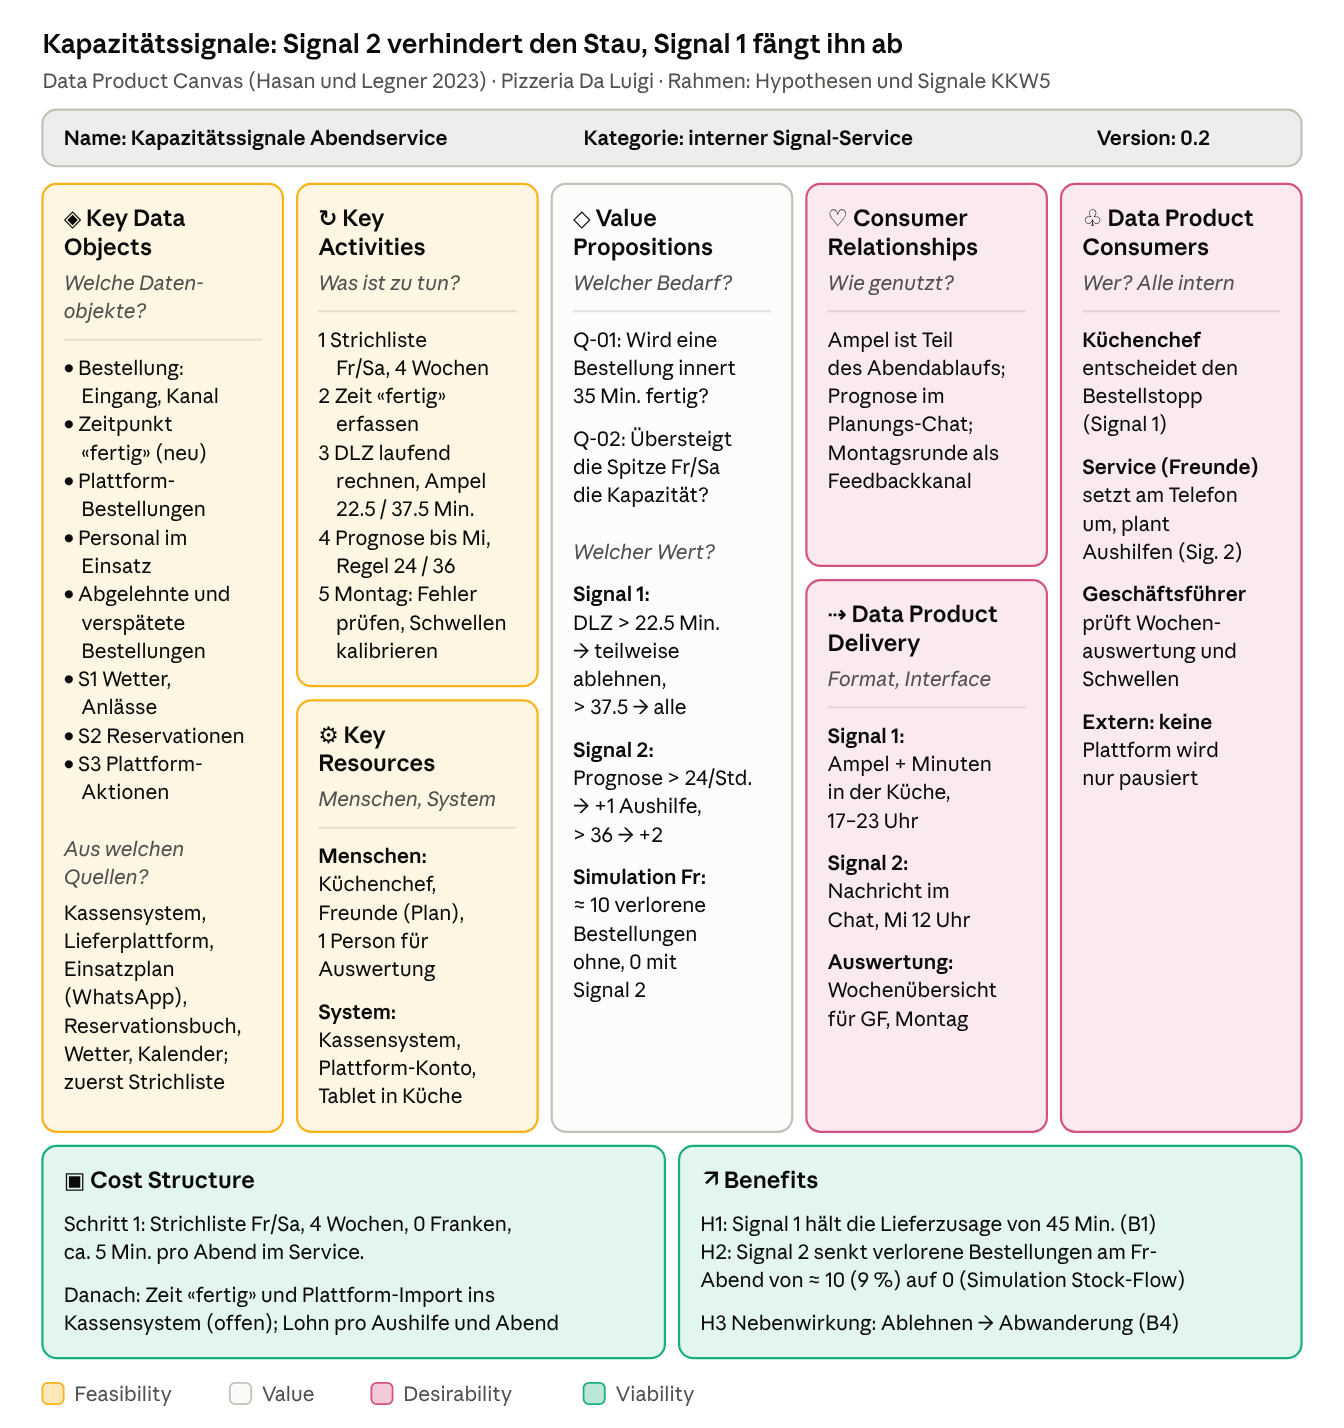 Kapazitätssignale: Signal 2 verhindert den Stau, Signal 1 fängt ihn ab
Data Product Canvas (Hasan und Legner 2023) · Pizzeria Da Luigi · Rahmen: Hypothesen und Signale KKW5
Name: Kapazitätssignale Abendservice
Kategorie: interner Signal-Service
Version: 0.2
◈ Key Data
Objects
Welche Daten-
objekte?
• Bestellung:
Eingang, Kanal
• Zeitpunkt
«fertig» (neu)
• Plattform-
Bestellungen
• Personal im
Einsatz
• Abgelehnte und
verspätete
Bestellungen
• S1 Wetter,
Anlässe
• S2 Reservationen
• S3 Plattform-
Aktionen
Aus welchen
Quellen?
Kassensystem,
Lieferplattform,
Einsatzplan
(WhatsApp),
Reservationsbuch,
Wetter, Kalender;
zuerst Strichliste
↻ Key
Activities
Was ist zu tun?
1 Strichliste
Fr/Sa, 4 Wochen
2 Zeit «fertig»
erfassen
3 DLZ laufend
rechnen, Ampel
22.5 / 37.5 Min.
4 Prognose bis Mi,
Regel 24 / 36
5 Montag: Fehler
prüfen, Schwellen
kalibrieren
⚙ Key
Resources
Menschen, System
Menschen:
Küchenchef,
Freunde (Plan),
1 Person für
Auswertung
System:
Kassensystem,
Plattform-Konto,
Tablet in Küche
◇ Value
Propositions
Welcher Bedarf?
Q-01: Wird eine
Bestellung innert
35 Min. fertig?
Q-02: Übersteigt
die Spitze Fr/Sa
die Kapazität?
Welcher Wert?
Signal 1:
DLZ > 22.5 Min.
→ teilweise
ablehnen,
> 37.5 → alle
Signal 2:
Prognose > 24/Std.
→ +1 Aushilfe,
> 36 → +2
Simulation Fr:
≈ 10 verlorene
Bestellungen
ohne, 0 mit
Signal 2
♡ Consumer
Relationships
Wie genutzt?
Ampel ist Teil
des Abendablaufs;
Prognose im
Planungs-Chat;
Montagsrunde als
Feedbackkanal
⇢ Data Product
Delivery
Format, Interface
Signal 1:
Ampel + Minuten
in der Küche,
17–23 Uhr
Signal 2:
Nachricht im
Chat, Mi 12 Uhr
Auswertung:
Wochenübersicht
für GF, Montag
♧ Data Product
Consumers
Wer? Alle intern
Küchenchef
entscheidet den
Bestellstopp
(Signal 1)
Service (Freunde)
setzt am Telefon
um, plant
Aushilfen (Sig. 2)
Geschäftsführer
prüft Wochen-
auswertung und
Schwellen
Extern: keine
Plattform wird
nur pausiert
▣ Cost Structure
Schritt 1: Strichliste Fr/Sa, 4 Wochen, 0 Franken,
ca. 5 Min. pro Abend im Service.
Danach: Zeit «fertig» und Plattform-Import ins
Kassensystem (offen); Lohn pro Aushilfe und Abend
↗ Benefits
H1: Signal 1 hält die Lieferzusage von 45 Min. (B1)
H2: Signal 2 senkt verlorene Bestellungen am Fr-
Abend von ≈ 10 (9 %) auf 0 (Simulation Stock-Flow)
H3 Nebenwirkung: Ablehnen → Abwanderung (B4)
Feasibility
Value
Desirability
Viability